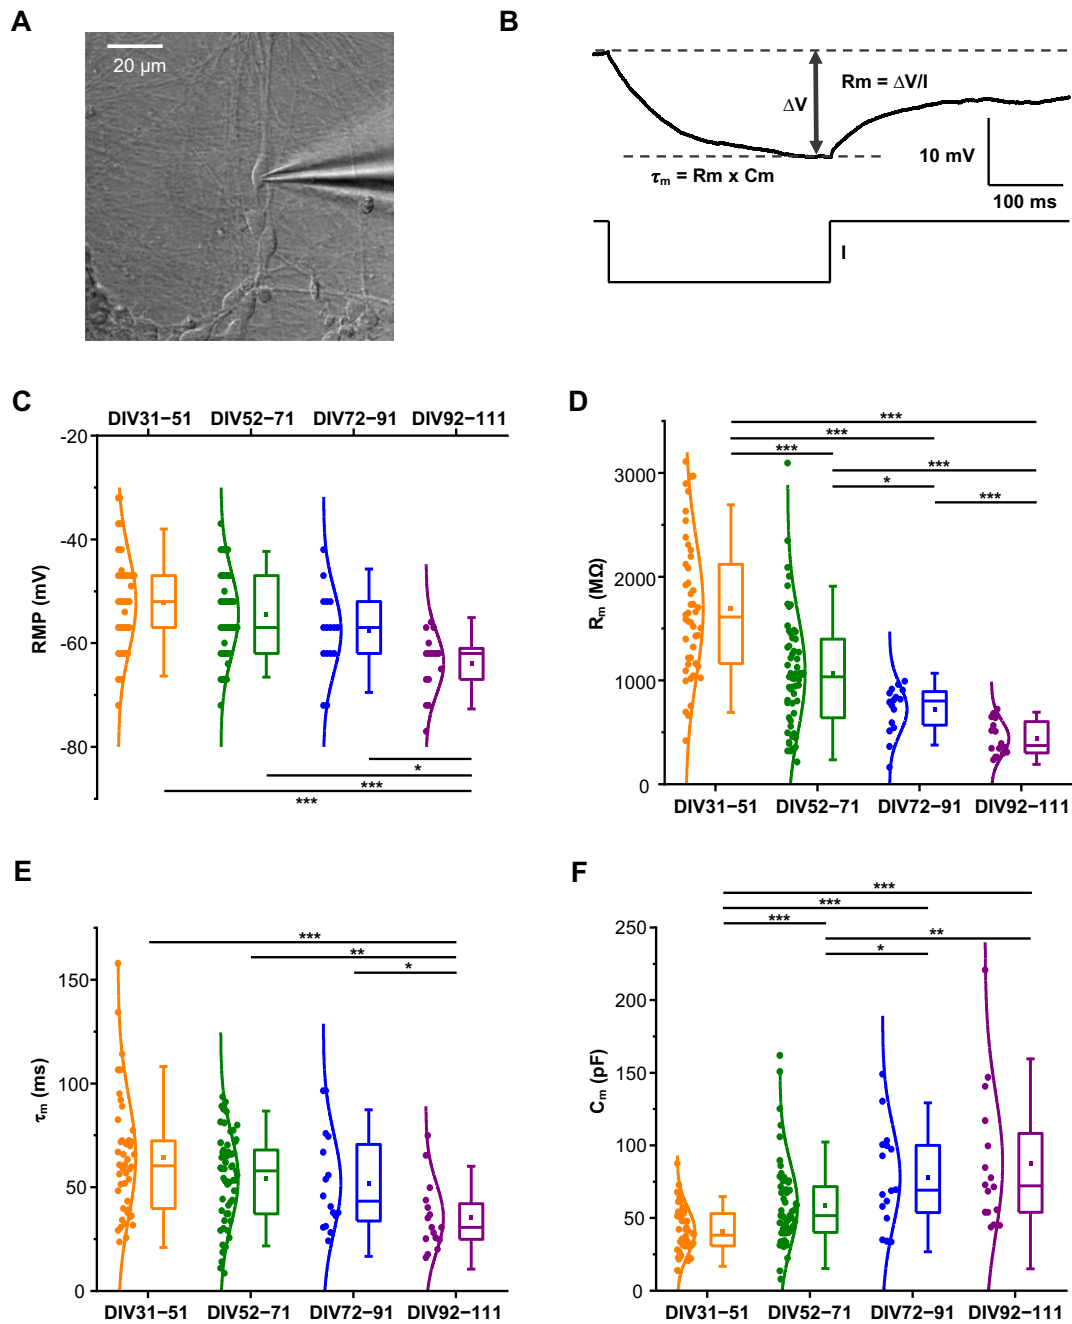 A
20 µm
B
Rm = ΔV/I
ΔV
10 mV
τm = Rm x Cm
100 ms
I
C
DIV31−51 DIV52−71 DIV72−91 DIV92−111
-20
-40
-60
-80
RMP (mV)
*
***
***
D
***
***
***
***
*
***
3000
2000
1000
0
Rm (MΩ)
DIV31−51 DIV52−71 DIV72−91 DIV92−111
E
***
**
*
150
100
50
0
τm (ms)
DIV31−51 DIV52−71 DIV72−91 DIV92−111
F
***
***
***
**
*
250
200
150
100
50
0
Cm (pF)
DIV31−51 DIV52−71 DIV72−91 DIV92−111